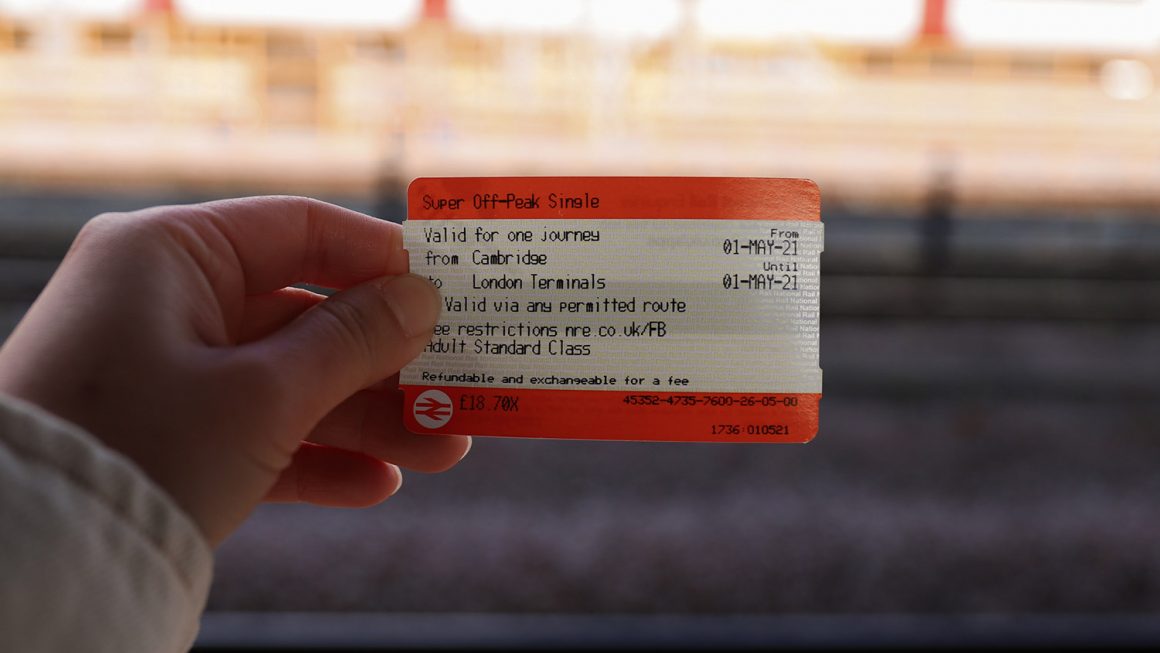 Super Off-Peak Single
Valid for one journey
From
from Cambridge
01-MAY-21
Until
to London Terminals
01-MAY-21
Valid via any permitted route
ee restrictions nre.co.uk/FB
Adult Standard Class
Refundable and exchangeable for a fee
£18.70X
45352-4735-7600-26-05-00
1736 010521